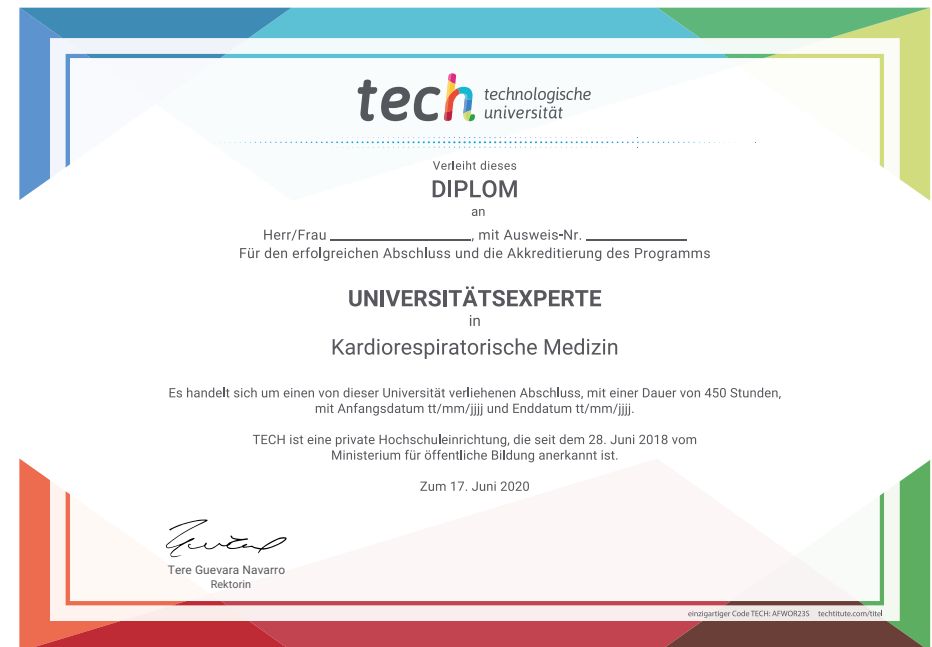 tech technologische
universität
Verleiht dieses
DIPLOM
an
Herr/Frau ____________________, mit Ausweis-Nr. ______________
Für den erfolgreichen Abschluss und die Akkreditierung des Programms
UNIVERSITÄTSEXPERTE
in
Kardiorespiratorische Medizin
Es handelt sich um einen von dieser Universität verliehenen Abschluss, mit einer Dauer von 450 Stunden,
mit Anfangsdatum tt/mm/jjjj und Enddatum tt/mm/jjjj.
TECH ist eine private Hochschuleinrichtung, die seit dem 28. Juni 2018 vom
Ministerium für öffentliche Bildung anerkannt ist.
Zum 17. Juni 2020
Tere Guevara Navarro
Rektorin
einzigartiger Code TECH: AFWOR23S techtitute.com/titel